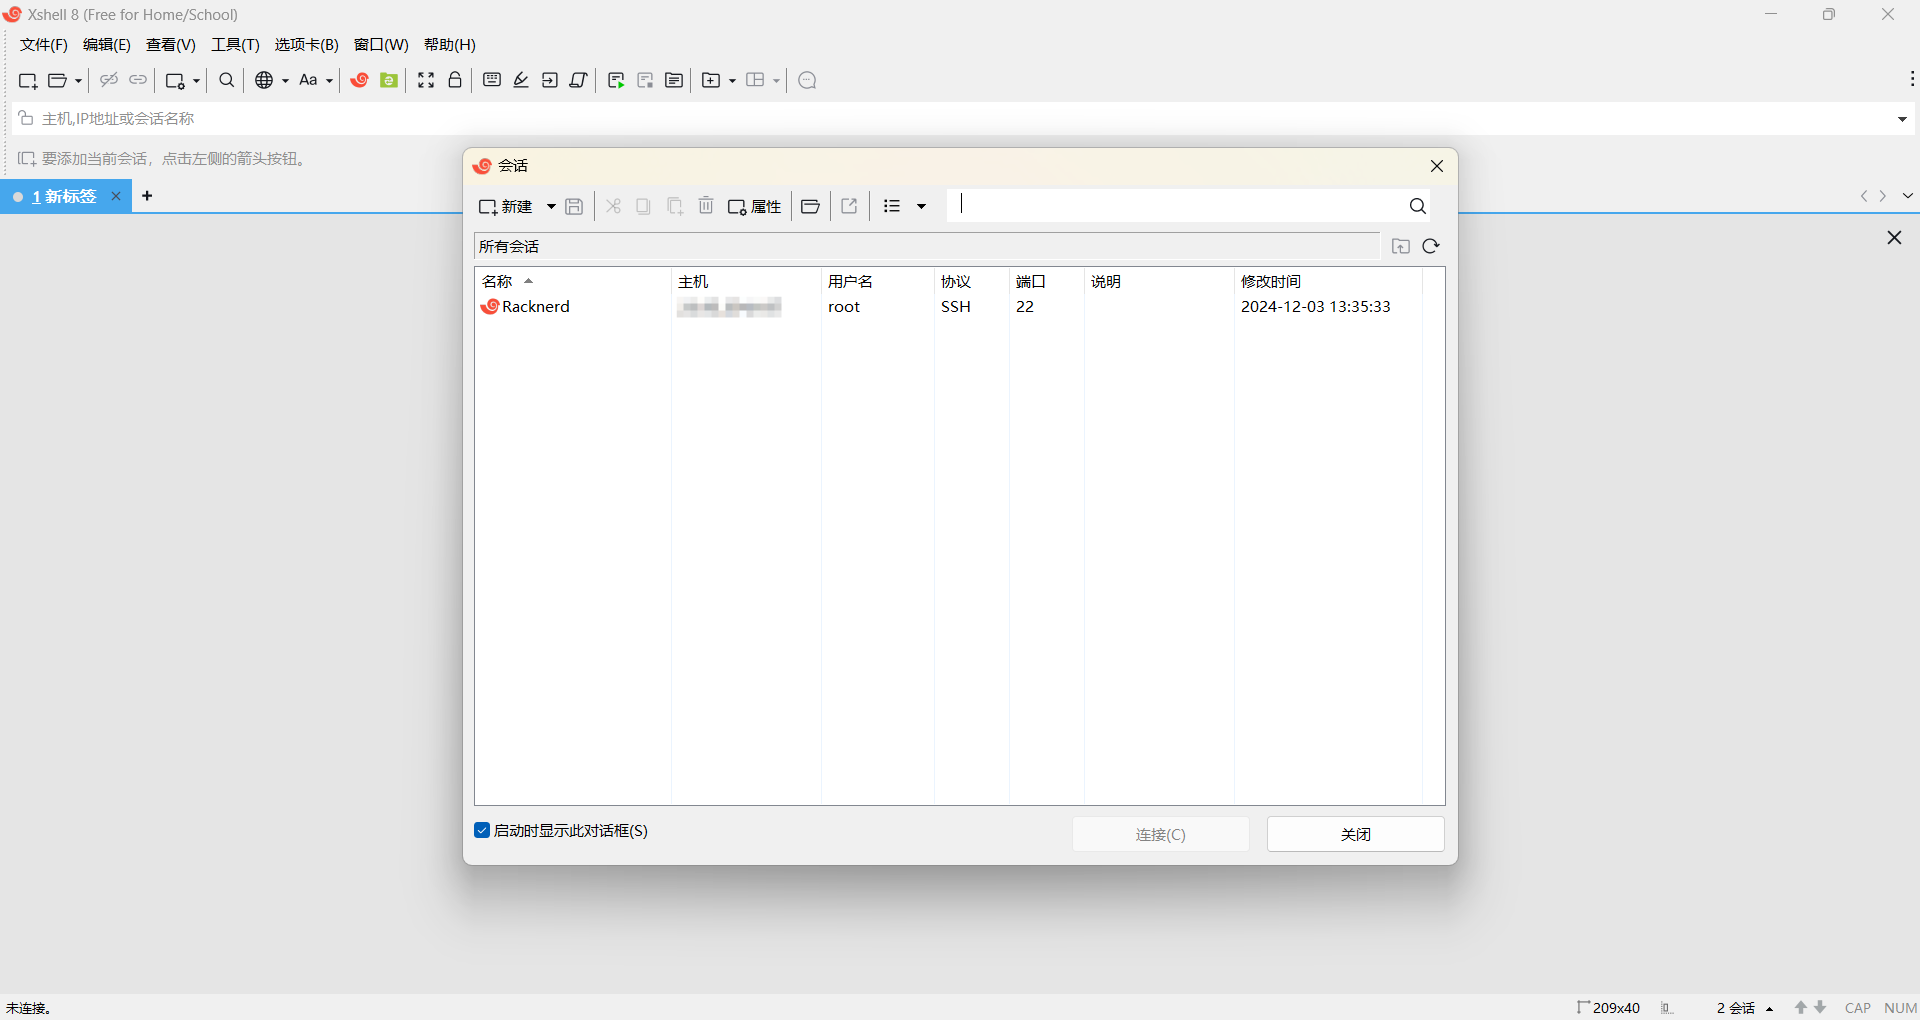 Xshell 8 (Free for Home/School)
文件(F) 编辑(E) 查看(V) 工具(T) 选项卡(B) 窗口(W) 帮助(H)
Aa
主机,IP地址或会话名称
要添加当前会话，点击左侧的箭头按钮。
1 新标签
会话
新建 属性
所有会话
名称 主机 用户名 协议 端口 说明 修改时间
Racknerd root SSH 22 2024-12-03 13:35:33
启动时显示此对话框(S)
连接(C) 关闭
未连接。 209x40 2 会话 CAP NUM